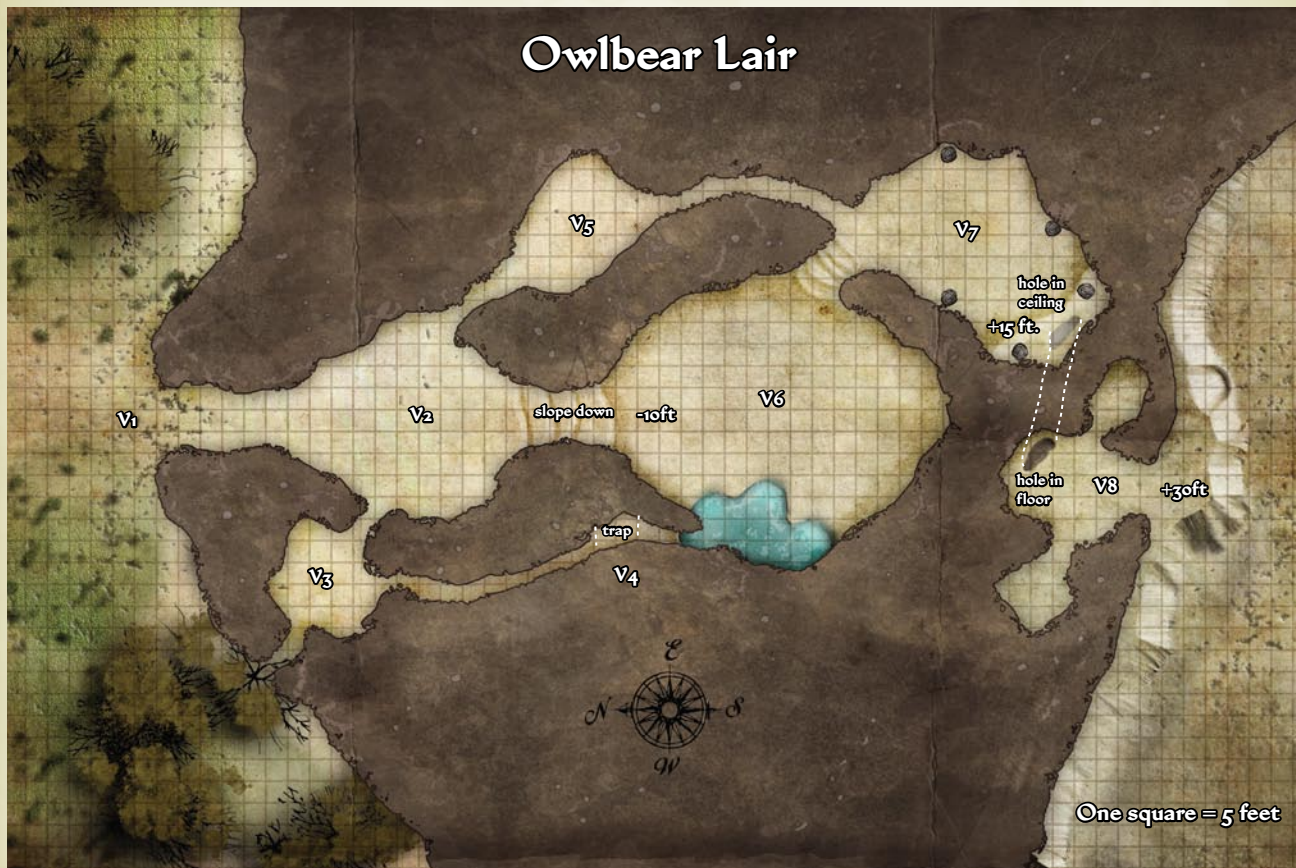 Owlbear Lair
V5
V7
hole in
ceiling
+15 ft.
V1
V2
slope down
-10ft
V6
hole in
floor
V8
+30ft
trap
V3
V4
E
N
S
W
One square = 5 feet